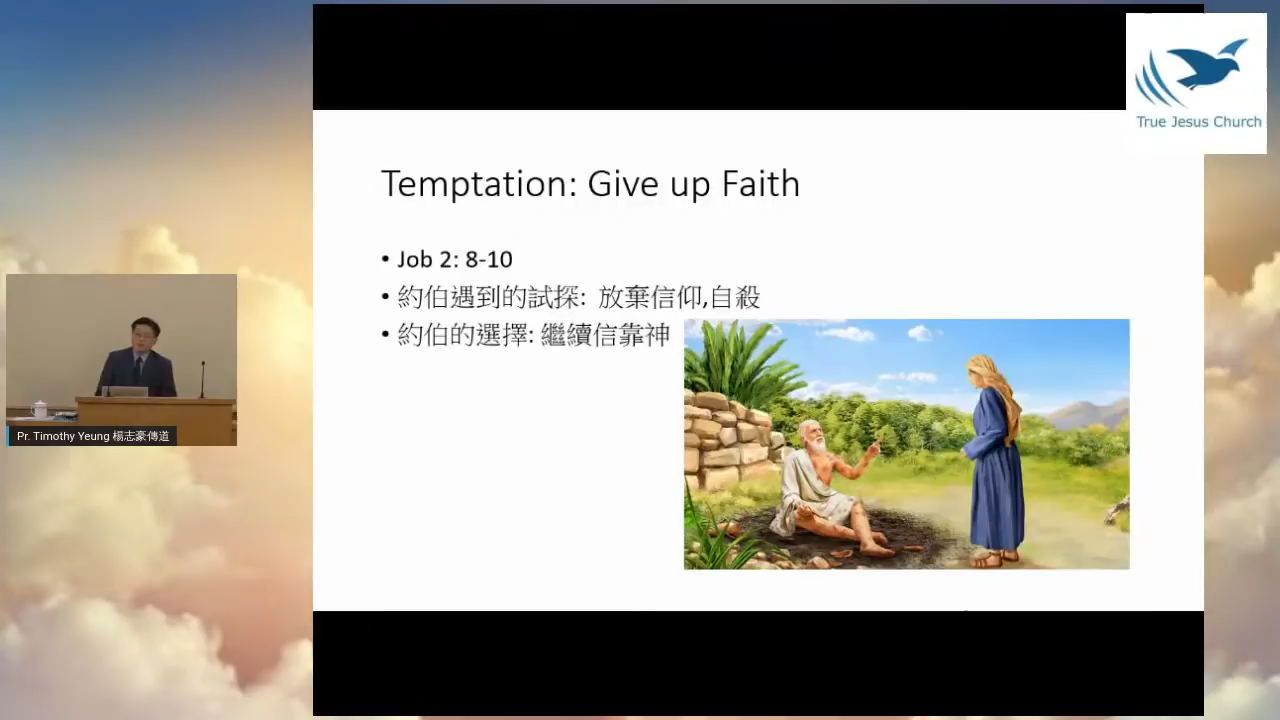 True Jesus Church
Temptation: Give up Faith
• Job 2: 8-10
• 約伯遇到的試探: 放棄信仰,自殺
• 約伯的選擇: 繼續信靠神
Pr. Timothy Yeung 楊志豪傳道